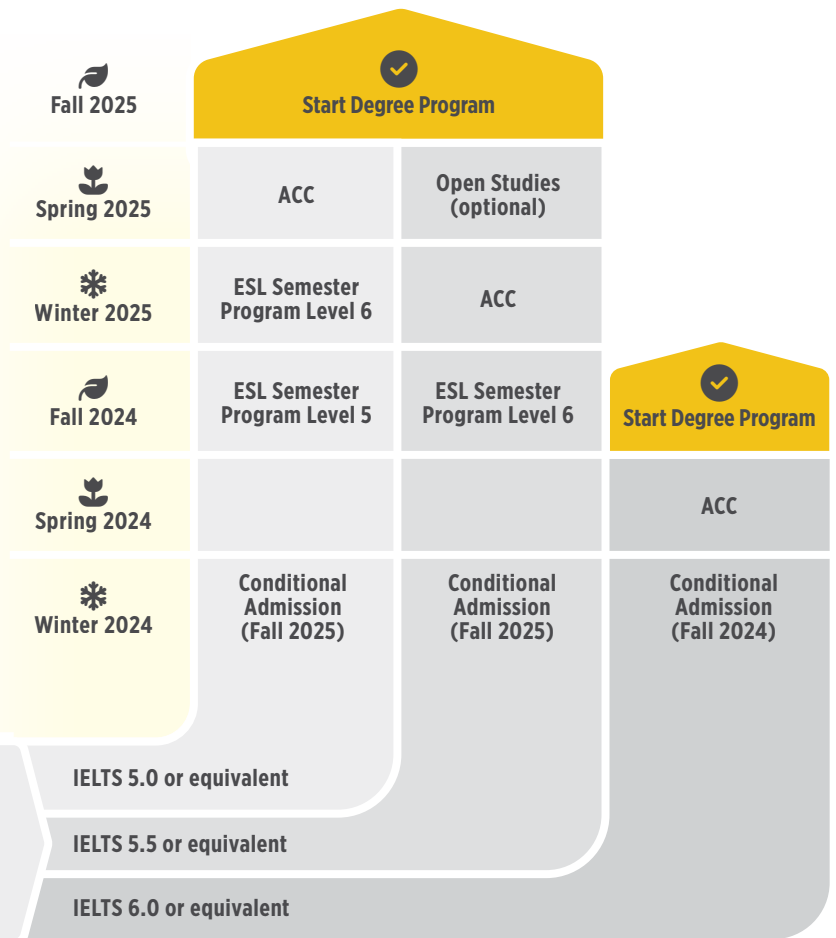 Fall 2025
Start Degree Program
Spring 2025
ACC
Open Studies
(optional)
Winter 2025
ESL Semester
Program Level 6
ACC
Fall 2024
ESL Semester
Program Level 5
ESL Semester
Program Level 6
Start Degree Program
Spring 2024
ACC
Winter 2024
Conditional
Admission
(Fall 2025)
Conditional
Admission
(Fall 2025)
Conditional
Admission
(Fall 2024)
IELTS 5.0 or equivalent
IELTS 5.5 or equivalent
IELTS 6.0 or equivalent